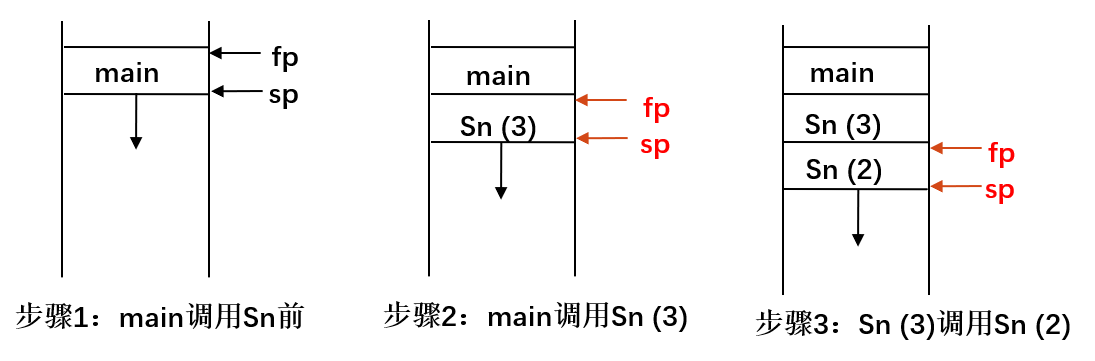 main
fp
sp
步骤1：main调用Sn前
main
Sn (3)
fp
sp
步骤2：main调用Sn (3)
main
Sn (3)
Sn (2)
fp
sp
步骤3：Sn (3)调用Sn (2)